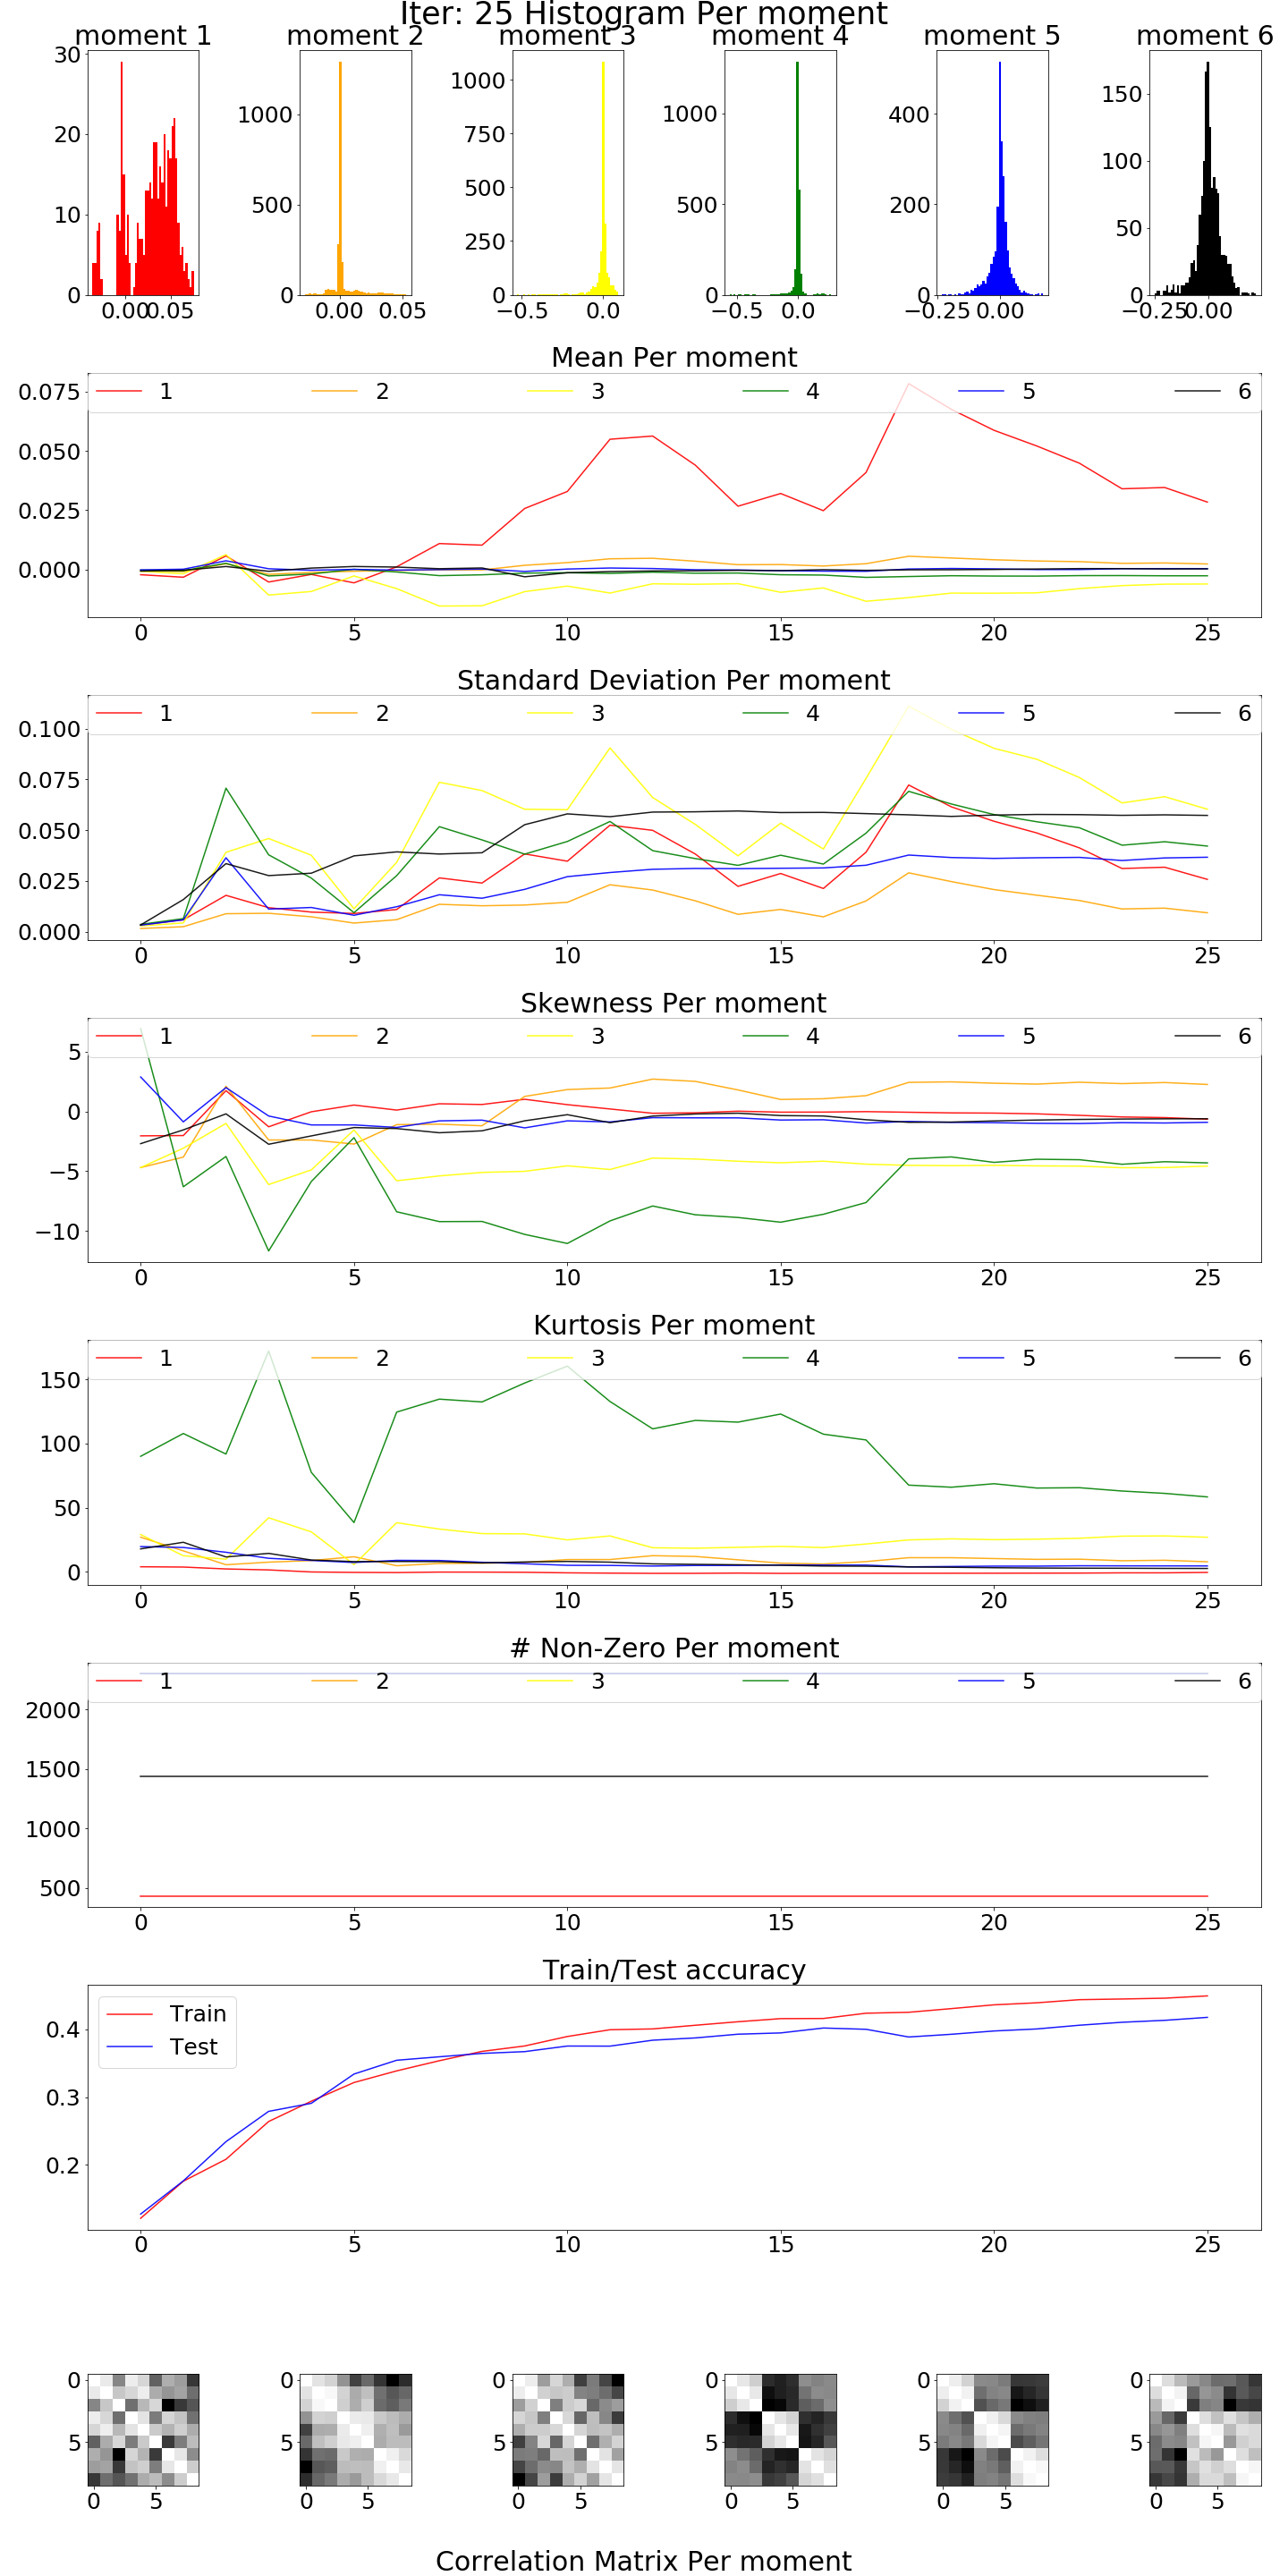 Iter: 25 Histogram Per moment
moment 1 moment 2 moment 3 moment 4 moment 5 moment 6
30
20
10
0
0.00 0.05
1000
500
0
0.00 0.05
1000
750
500
250
0
−0.5 0.0
1000
500
0
−0.5 0.0
400
200
0
−0.25 0.00
150
100
50
0
−0.25 0.00
Mean Per moment
1 2 3 4 5 6
0.075
0.050
0.025
0.000
0 5 10 15 20 25
Standard Deviation Per moment
1 2 3 4 5 6
0.100
0.075
0.050
0.025
0.000
0 5 10 15 20 25
Skewness Per moment
1 2 3 4 5 6
5
0
−5
−10
0 5 10 15 20 25
Kurtosis Per moment
1 2 3 4 5 6
150
100
50
0
0 5 10 15 20 25
# Non-Zero Per moment
1 2 3 4 5 6
2000
1500
1000
500
0 5 10 15 20 25
Train/Test accuracy
Train
Test
0.4
0.3
0.2
0 5 10 15 20 25
0 0 0 0 0 0
5 5 5 5 5 5
0 5 0 5 0 5 0 5 0 5 0 5
Correlation Matrix Per moment